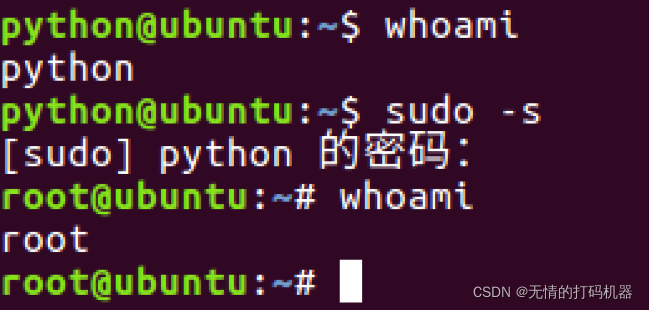 python@ubuntu:~$ whoami
python
python@ubuntu:~$ sudo -s
[sudo] python 的密码：
root@ubuntu:~# whoami
root
root@ubuntu:~#
CSDN @无情的打码机器